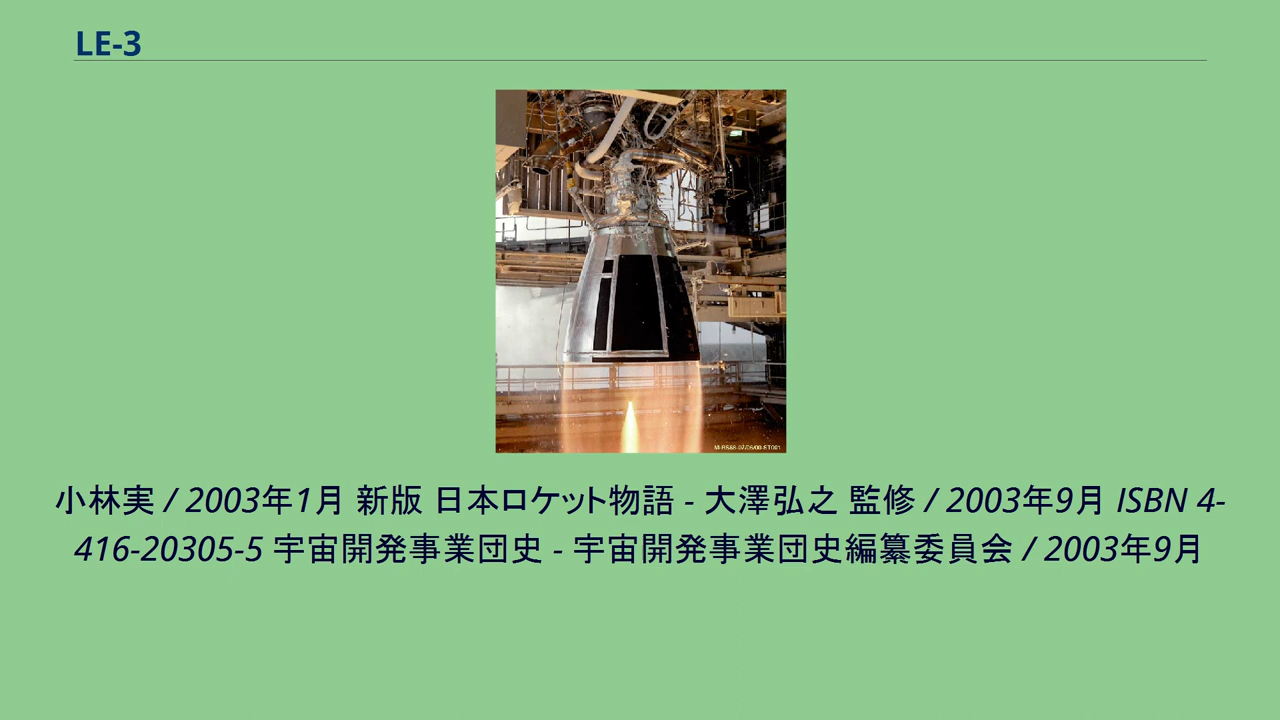 LE-3
小林実 / 2003年1月 新版 日本ロケット物語 - 大澤弘之 監修 / 2003年9月 ISBN 4-
416-20305-5 宇宙開発事業団史 - 宇宙開発事業団史編纂委員会 / 2003年9月